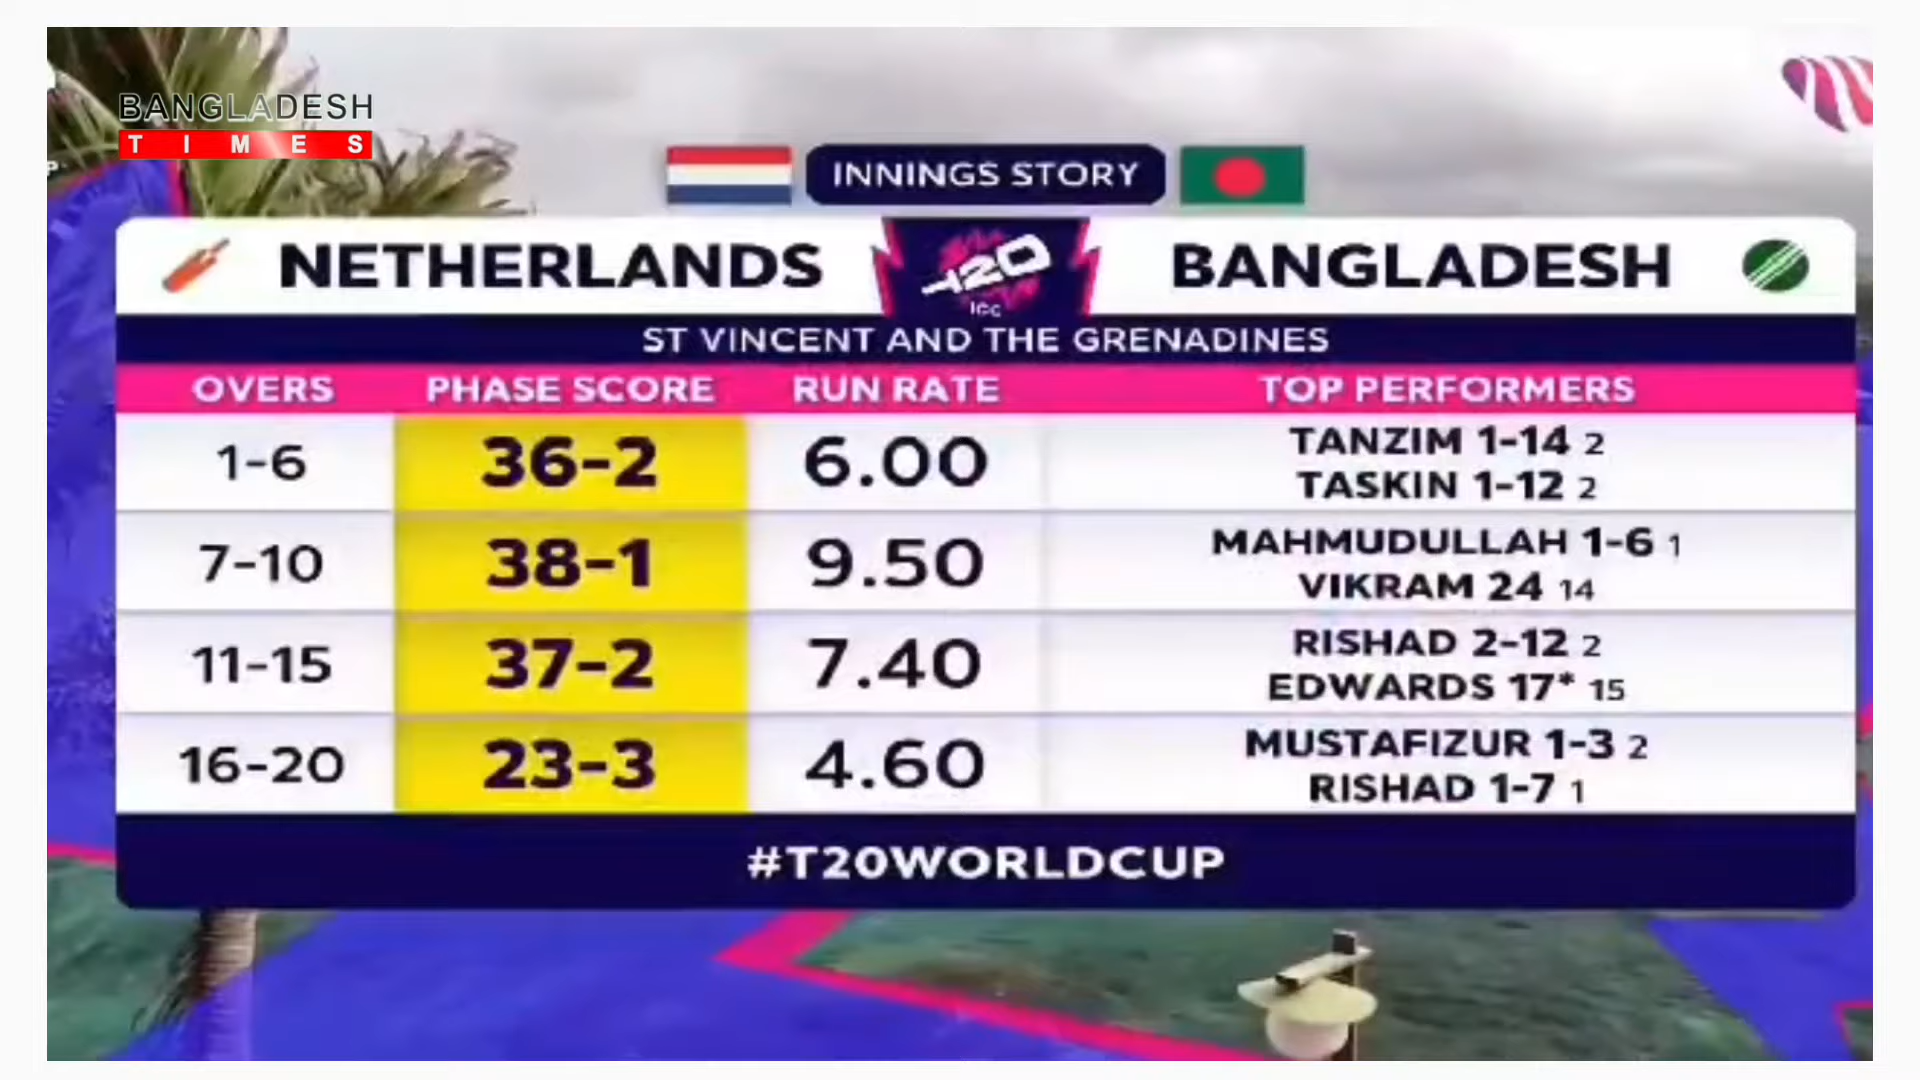 BANGLADESH
TIMES
INNINGS STORY
NETHERLANDS T20 BANGLADESH
ICC
ST VINCENT AND THE GRENADINES
OVERS PHASE SCORE RUN RATE TOP PERFORMERS
1-6 36-2 6.00 TANZIM 1-14 2
TASKIN 1-12 2
7-10 38-1 9.50 MAHMUDULLAH 1-6 1
VIKRAM 24 14
11-15 37-2 7.40 RISHAD 2-12 2
EDWARDS 17* 15
16-20 23-3 4.60 MUSTAFIZUR 1-3 2
RISHAD 1-7 1
#T20WORLDCUP